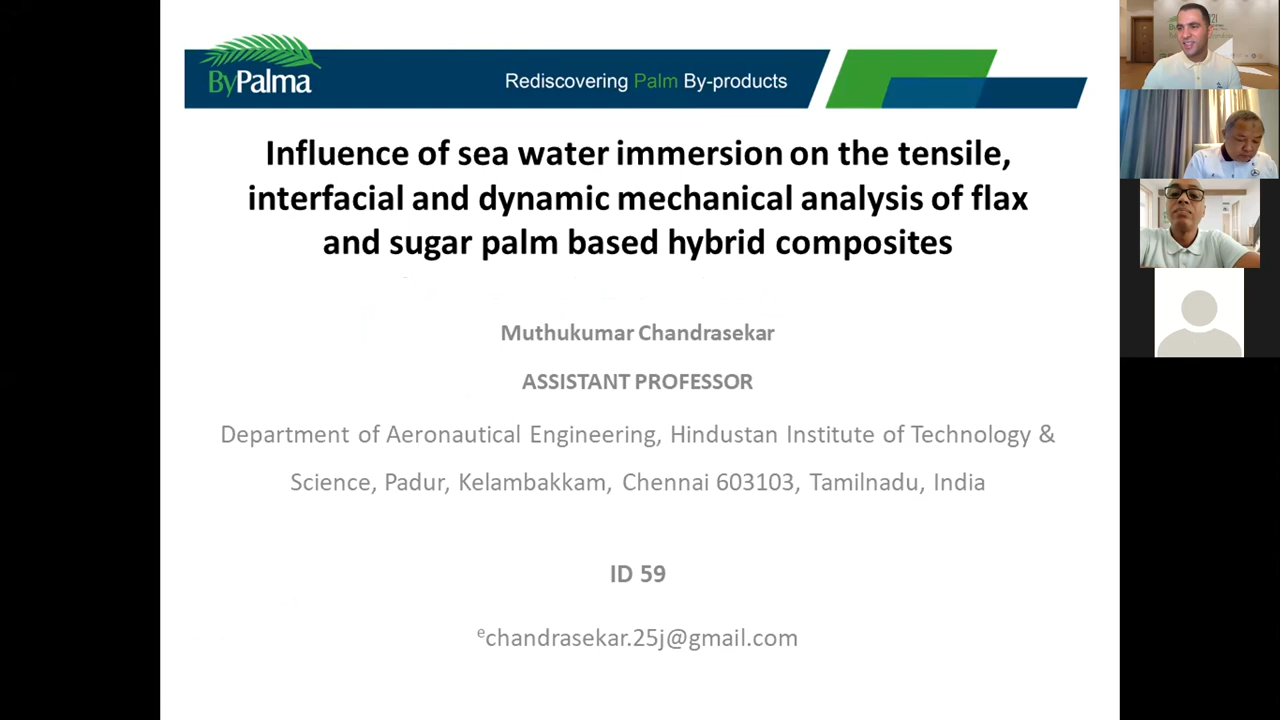 ByPalma
Rediscovering Palm By-products
Influence of sea water immersion on the tensile,
interfacial and dynamic mechanical analysis of flax
and sugar palm based hybrid composites
Muthukumar Chandrasekar
ASSISTANT PROFESSOR
Department of Aeronautical Engineering, Hindustan Institute of Technology &
Science, Padur, Kelambakkam, Chennai 603103, Tamilnadu, India
ID 59
echandrasekar.25j@gmail.com